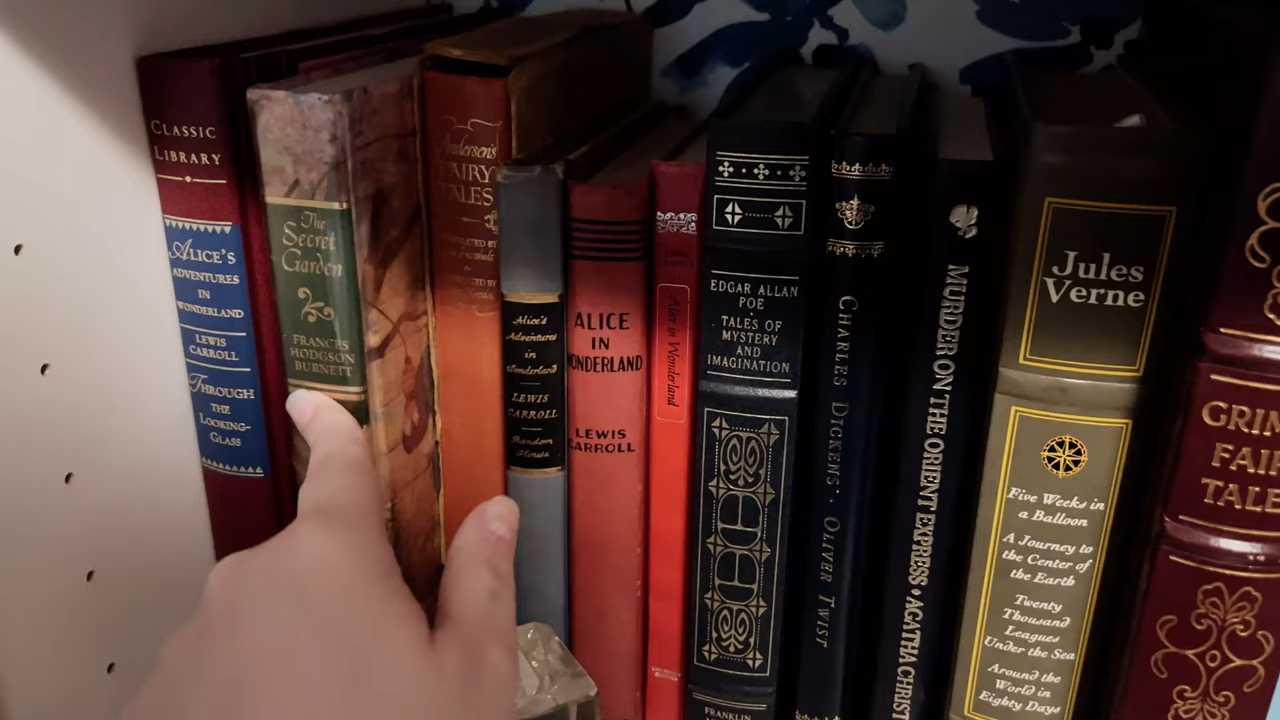 CLASSIC
LIBRARY
ALICE'S
ADVENTURES
IN
WONDERLAND
LEWIS
CARROLL
THROUGH
THE
LOOKING-
GLASS
The
Secret
Garden
FRANCES
HODGSON
BURNETT
Andersen's
FAIRY
TALES
Alice's
Adventures
in
Wonderland
LEWIS
CARROLL
Random
House
ALICE
IN
WONDERLAND
LEWIS
CARROLL
Alice in Wonderland
EDGAR ALLAN
POE
TALES OF
MYSTERY
AND
IMAGINATION
FRANKLIN
CHARLES DICKENS · OLIVER TWIST
MURDER ON THE ORIENT EXPRESS • AGATHA CHRIST
Jules
Verne
Five Weeks in
a Balloon
A Journey to
the Center of
the Earth
Twenty
Thousand
Leagues
Under the Sea
Around the
World in
Eighty Days
GRIM
FAIR
TALE